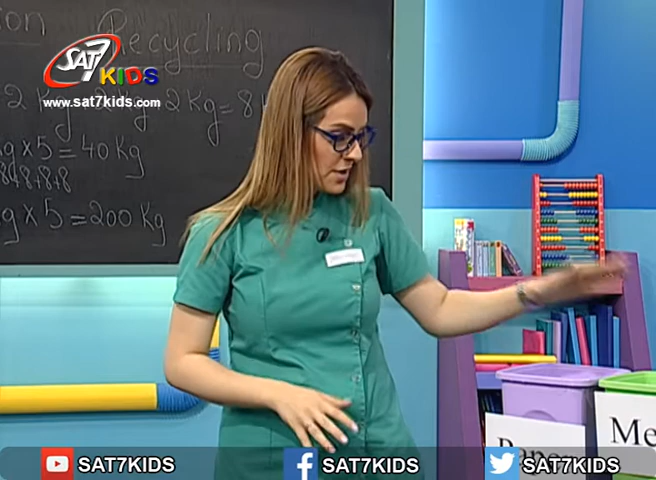 Recycling
SAT7
KIDS
www.sat7kids.com
2 Kg 2 Kg = 8
g x 5 = 40 Kg
8+8+8+8
g x 5 = 200 Kg
Paper
Me
SAT7KIDS
SAT7KIDS
SAT7KIDS